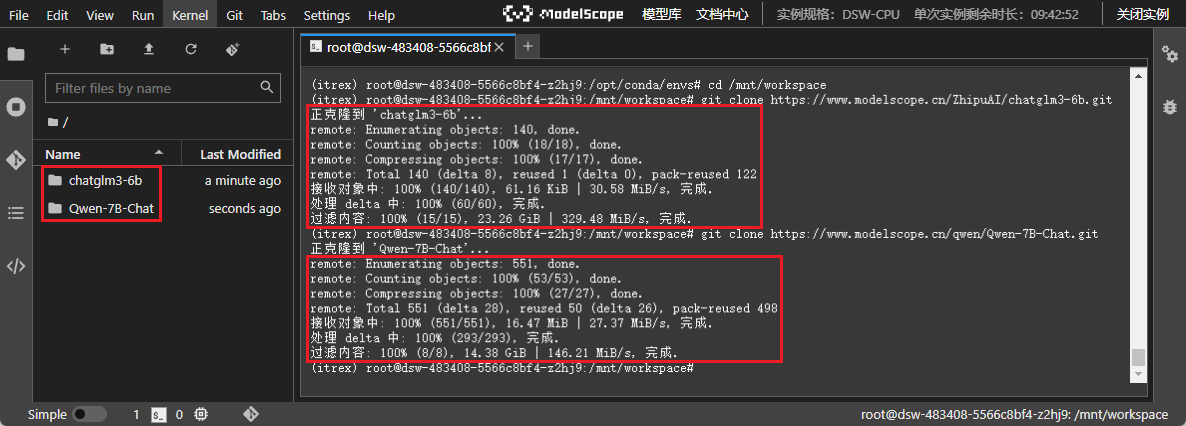 File Edit View Run Kernel Git Tabs Settings Help ModelScope 模型库 文档中心 实例规格：DSW-CPU 单次实例剩余时长：09:42:52 关闭实例
Filter files by name
/
Name Last Modified
chatglm3-6b a minute ago
Qwen-7B-Chat seconds ago
root@dsw-483408-5566c8bf
(itrex) root@dsw-483408-5566c8bf4-z2hj9:/opt/conda/envs# cd /mnt/workspace
(itrex) root@dsw-483408-5566c8bf4-z2hj9:/mnt/workspace# git clone https://www.modelscope.cn/ZhipuAI/chatglm3-6b.git
正克隆到 'chatglm3-6b'...
remote: Enumerating objects: 140, done.
remote: Counting objects: 100% (18/18), done.
remote: Compressing objects: 100% (17/17), done.
remote: Total 140 (delta 8), reused 1 (delta 0), pack-reused 122
接收对象中: 100% (140/140), 61.16 KiB | 30.58 MiB/s, 完成.
处理 delta 中: 100% (60/60), 完成.
过滤内容: 100% (15/15), 23.26 GiB | 329.48 MiB/s, 完成.
(itrex) root@dsw-483408-5566c8bf4-z2hj9:/mnt/workspace# git clone https://www.modelscope.cn/qwen/Qwen-7B-Chat.git
正克隆到 'Qwen-7B-Chat'...
remote: Enumerating objects: 551, done.
remote: Counting objects: 100% (53/53), done.
remote: Compressing objects: 100% (27/27), done.
remote: Total 551 (delta 28), reused 50 (delta 26), pack-reused 498
接收对象中: 100% (551/551), 16.47 MiB | 27.37 MiB/s, 完成.
处理 delta 中: 100% (293/293), 完成.
过滤内容: 100% (8/8), 14.38 GiB | 146.21 MiB/s, 完成.
(itrex) root@dsw-483408-5566c8bf4-z2hj9:/mnt/workspace#
Simple 1 0 root@dsw-483408-5566c8bf4-z2hj9: /mnt/workspace